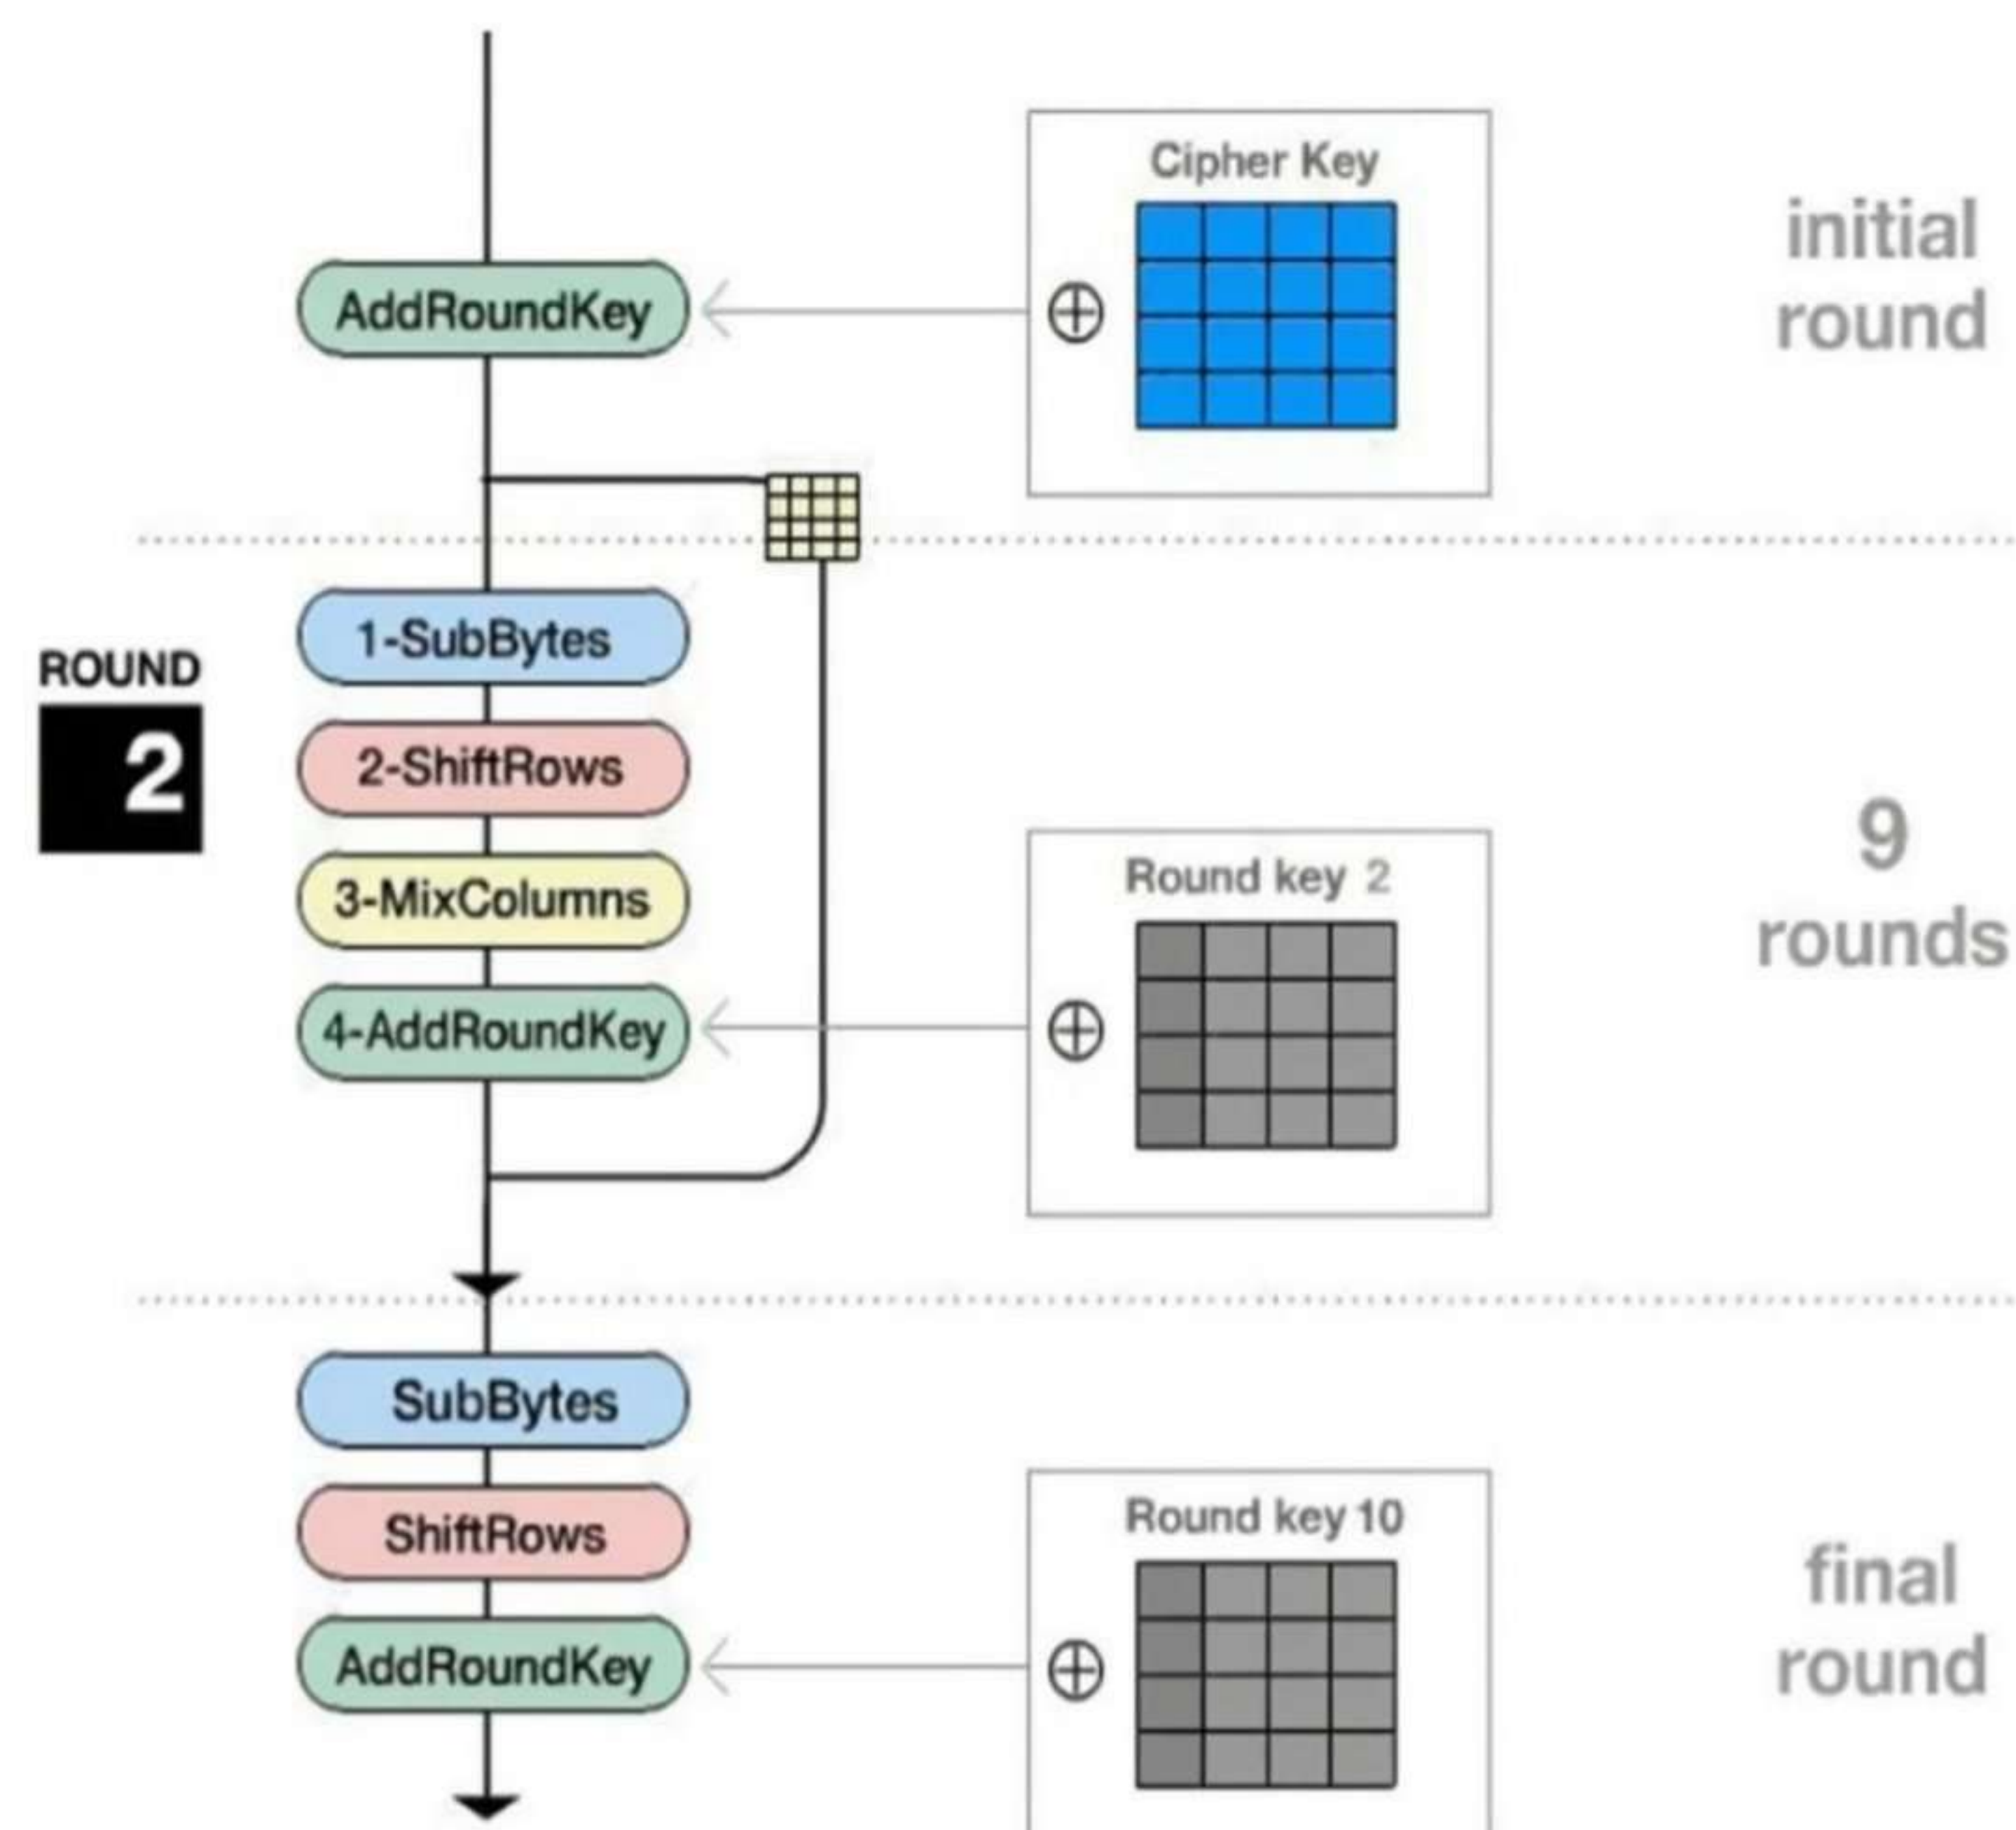 Cipher Key
initial
round
AddRoundKey
1-SubBytes
ROUND
2
2-ShiftRows
3-MixColumns
Round key 2
9
rounds
4-AddRoundKey
SubBytes
ShiftRows
Round key 10
final
round
AddRoundKey